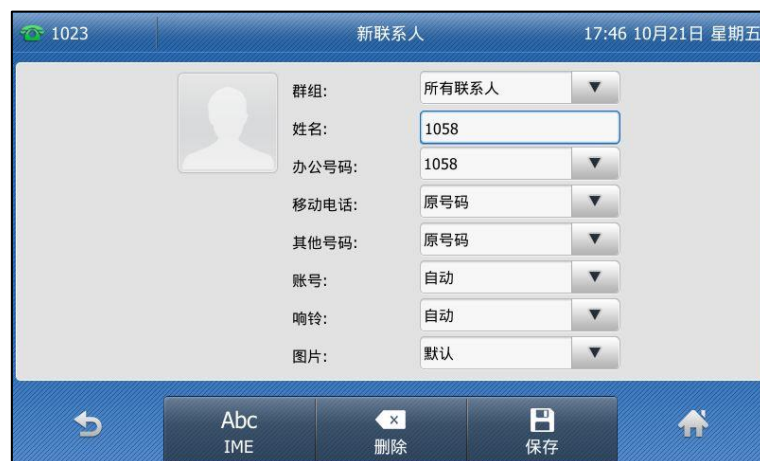 1023 新联系人 17:46 10月21日 星期五
群组: 所有联系人
姓名: 1058
办公号码: 1058
移动电话: 原号码
其他号码: 原号码
账号: 自动
响铃: 自动
图片: 默认
Abc
IME
删除
保存